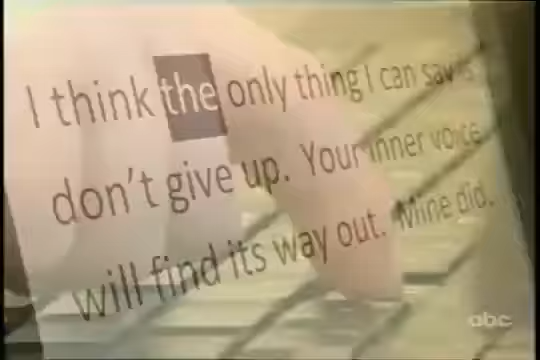 I think the only thing I can say is
don't give up. Your inner voice
will find its way out. Mine did.
abc